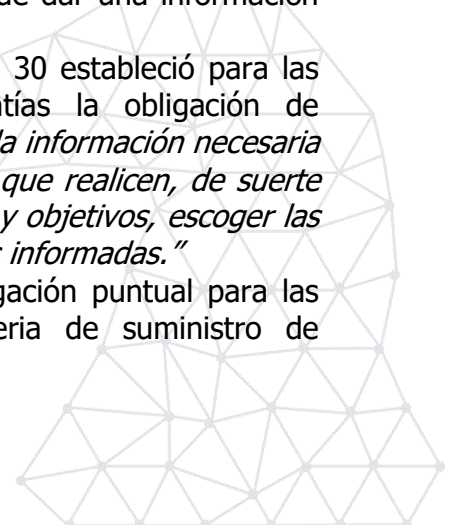 de dar una información
30 estableció para las
tías la obligación de
la información necesaria
que realicen, de suerte
y objetivos, escoger las
informadas.”
gación puntual para las
eria de suministro de